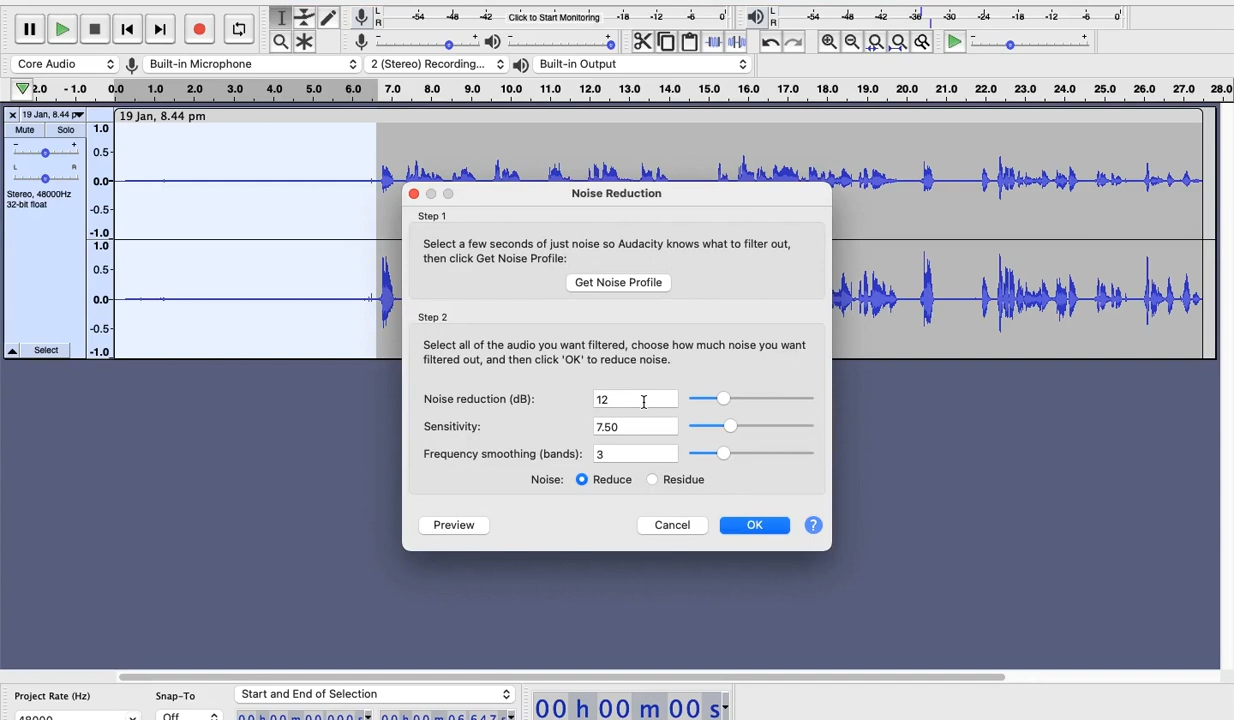 L R -54 -48 -42 Click to Start Monitoring -18 -12 -6 0 L R -54 -48 -42 -36 -30 -24 -18 -12 -6 0
- + - + - +
Core Audio Built-in Microphone 2 (Stereo) Recording... Built-in Output
2.0 - 1.0 0.0 1.0 2.0 3.0 4.0 5.0 6.0 7.0 8.0 9.0 10.0 11.0 12.0 13.0 14.0 15.0 16.0 17.0 18.0 19.0 20.0 21.0 22.0 23.0 24.0 25.0 26.0 27.0 28.0
19 Jan, 8.44 p 19 Jan, 8.44 pm
Mute Solo 1.0
- + 0.5-
L R 0.0-
Stereo, 48000Hz
32-bit float
-0.5-
-1.0
1.0
0.5-
0.0-
-0.5-
Select -1.0
Noise Reduction
Step 1
Select a few seconds of just noise so Audacity knows what to filter out,
then click Get Noise Profile:
Get Noise Profile
Step 2
Select all of the audio you want filtered, choose how much noise you want
filtered out, and then click 'OK' to reduce noise.
Noise reduction (dB): 12
Sensitivity: 7.50
Frequency smoothing (bands): 3
Noise: Reduce Residue
Preview Cancel OK ?
Project Rate (Hz) Snap-To Start and End of Selection
48000 Off 00 h 00 m 00.000 s 00 h 00 m 06.647 s 00 h 00 m 00 s